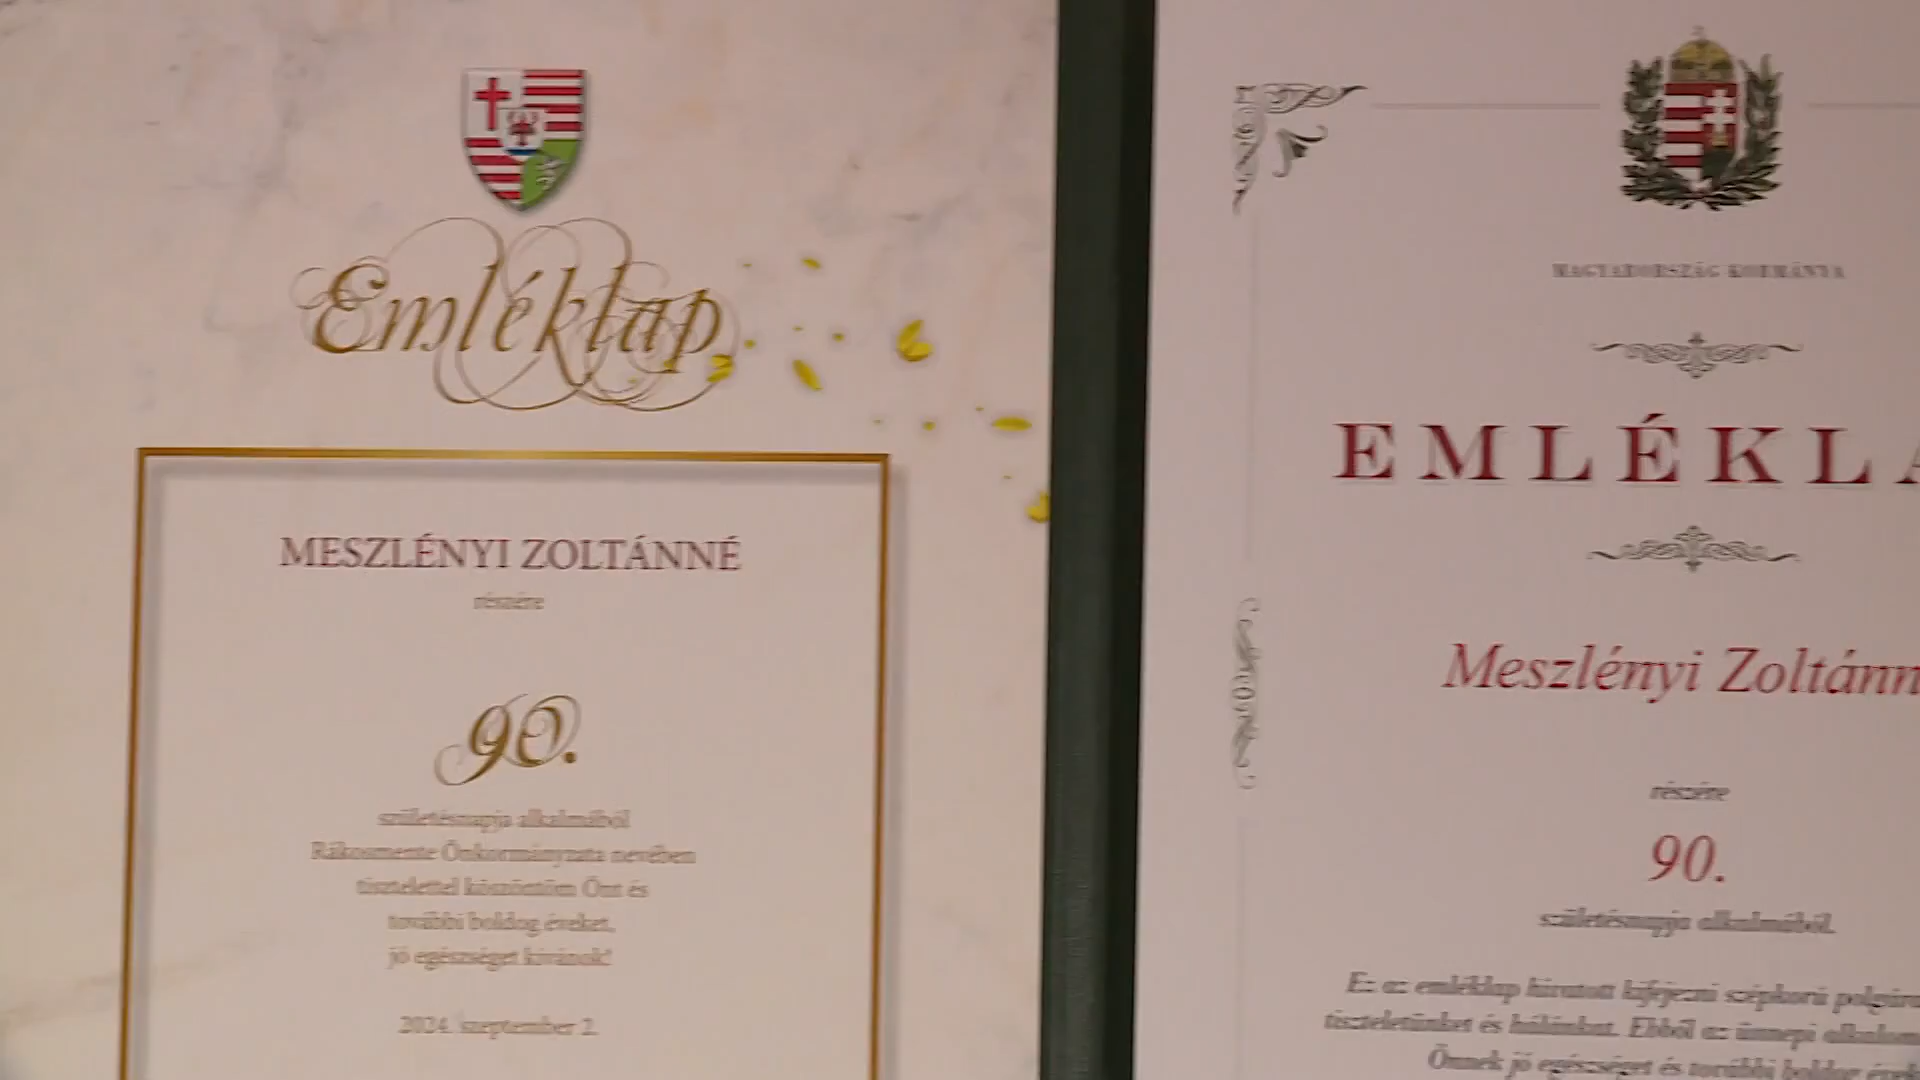 Emléklap
MESZLÉNYI ZOLTÁNNÉ
részére
90.
születésnapja alkalmából
Rákosmente Önkormányzata nevében
tisztelettel köszöntöm Önt és
további boldog éveket,
jó egészséget kívánok!
2024. szeptember 2.
MAGYARORSZÁG KORMÁNYA
EMLÉKLA
Meszlényi Zoltánn
részére
90.
születésnapja alkalmából.
Ez az emléklap hivatott kifejezni szépkorú
tiszteletünket és hálánkat. Ebből az ünnepi
Önnek jó egészséget és további boldog